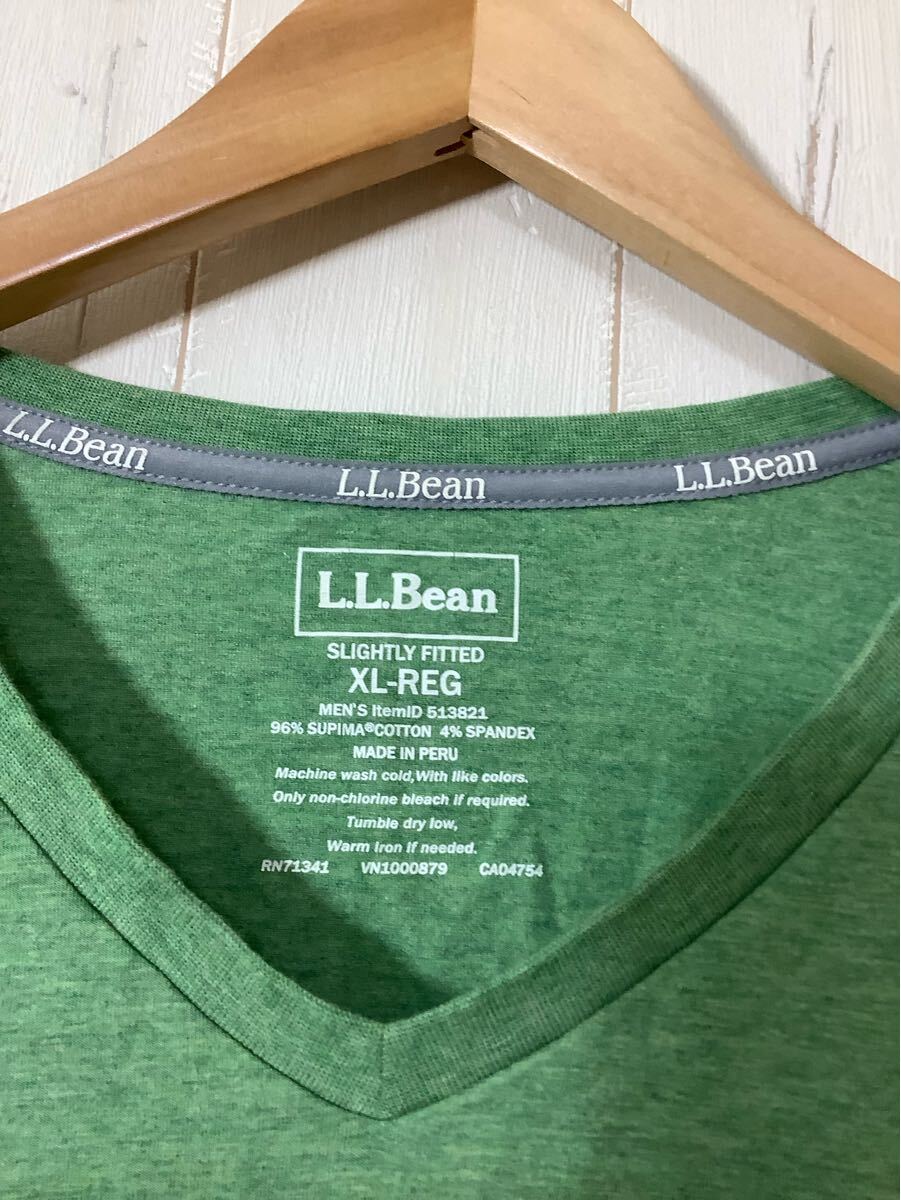 L.L.Bean L.L.Bean L.L.Bean
L.L.Bean
SLIGHTLY FITTED
XL-REG
MEN'S ItemID 513821
96% SUPIMA®COTTON 4% SPANDEX
MADE IN PERU
Machine wash cold,With like colors.
Only non-chlorine bleach if required.
Tumble dry low,
Warm Iron if needed.
RN71341 VN1000879 CA04754